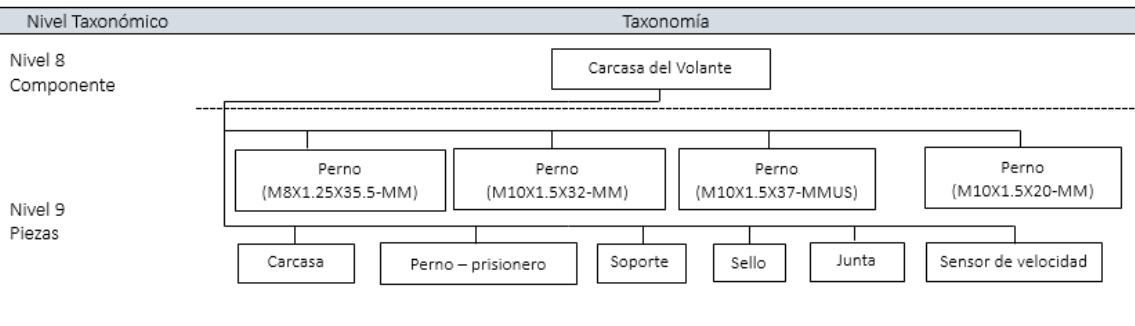 Nivel Taxonómico Taxonomía
Nivel 8
Componente
Carcasa del Volante
Nivel 9
Piezas
Perno
(M8X1.25X35.5-MM)
Perno
(M10X1.5X32-MM)
Perno
(M10X1.5X37-MMUS)
Perno
(M10X1.5X20-MM)
Carcasa
Perno – prisionero
Soporte
Sello
Junta
Sensor de velocidad